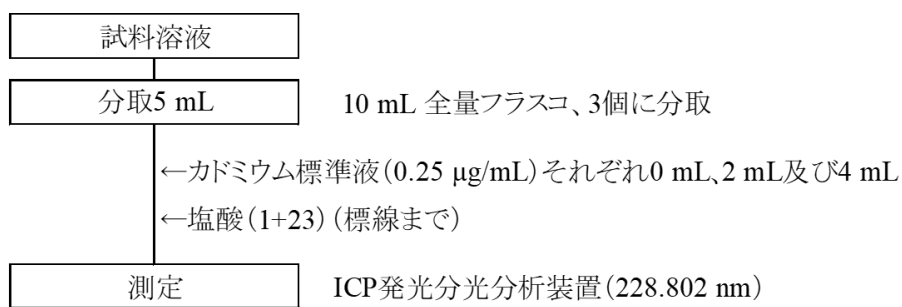 試料溶液
分取5 mL
10 mL 全量フラスコ、3個に分取
←カドミウム標準液(0.25 μg/mL)それぞれ0 mL、2 mL及び4 mL
←塩酸(1+23)(標線まで)
測定
ICP発光分光分析装置(228.802 nm)